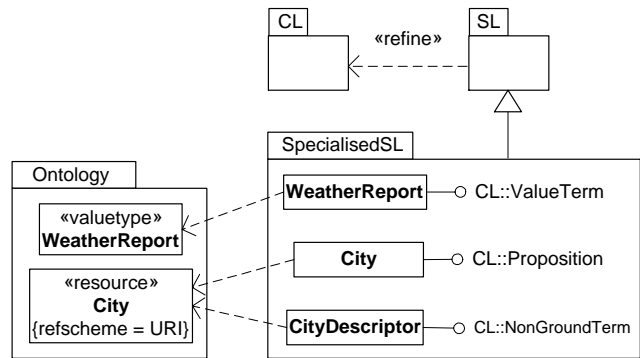 CL
«refine»
SL
SpecialisedSL
Ontology
WeatherReport
CL::ValueTerm
«valuetype»
WeatherReport
City
CL::Proposition
«resource»
City
{refscheme = URI}
CityDescriptor
CL::NonGroundTerm